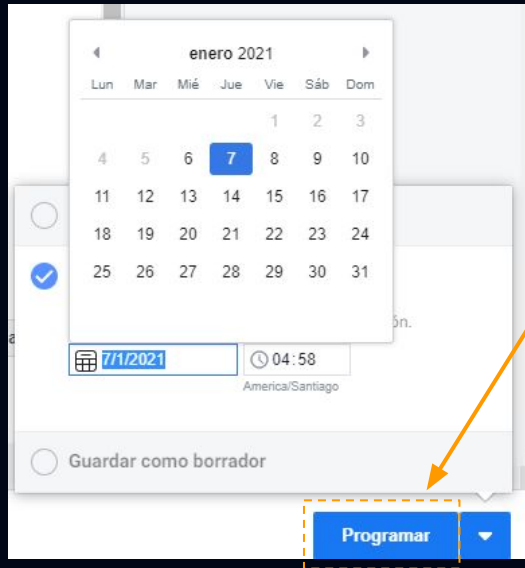 enero 2021
Lun Mar Mié Jue Vie Sáb Dom
1 2 3
4 5 6 7 8 9 10
11 12 13 14 15 16 17
18 19 20 21 22 23 24
25 26 27 28 29 30 31
7/1/2021 04:58
America/Santiago
Guardar como borrador
Programar